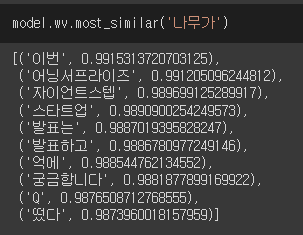 model.wv.most_similar('나무가')
[('이번', 0.9915313720703125),
('어닝서프라이즈', 0.991205096244812),
('자이언트스텝', 0.989699125289917),
('스타트업', 0.9890900254249573),
('발표는', 0.9887019395828247),
('발표하고', 0.9886780977249146),
('억에', 0.988544762134552),
('궁금합니다', 0.9881877899169922),
('Q', 0.9876508712768555),
('떴다', 0.9873960018157959)]